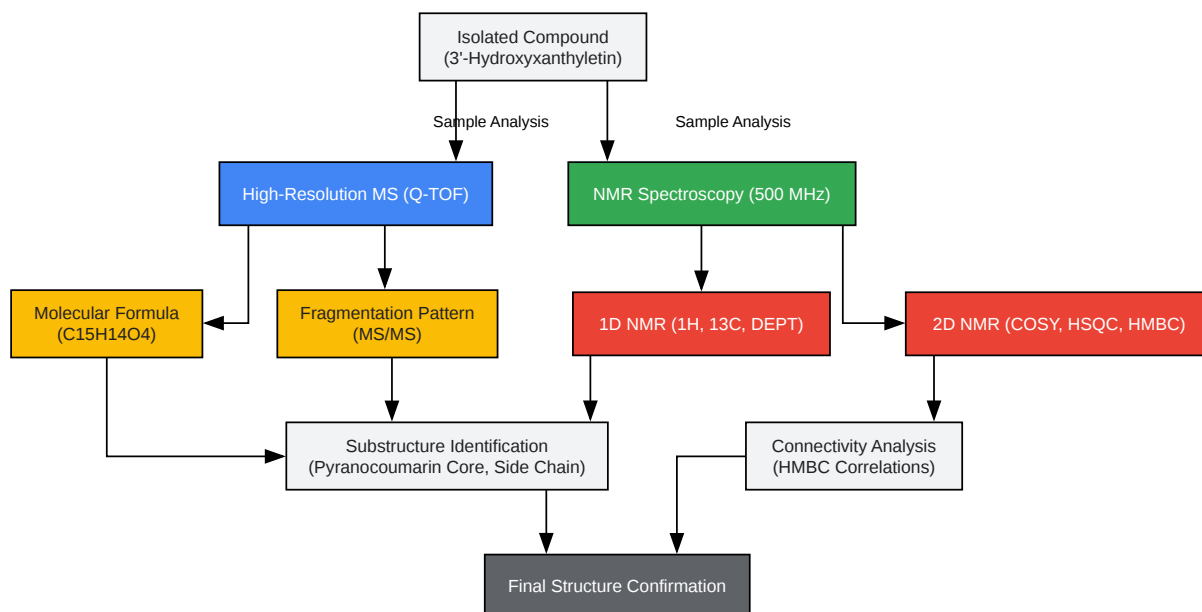 Isolated Compound
(3'-Hydroxyxanthyletin)
Sample Analysis
Sample Analysis
High-Resolution MS (Q-TOF)
NMR Spectroscopy (500 MHz)
Molecular Formula
(C15H14O4)
Fragmentation Pattern
(MS/MS)
1D NMR (1H, 13C, DEPT)
2D NMR (COSY, HSQC, HMBC)
Substructure Identification
(Pyranocoumarin Core, Side Chain)
Connectivity Analysis
(HMBC Correlations)
Final Structure Confirmation